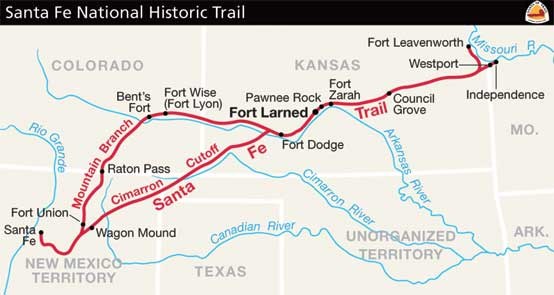 Santa Fe National Historic Trail
Fort Leavenworth
Missouri R.
COLORADO
KANSAS
Westport
Independence
Bent's
Fort
Fort Wise
(Fort Lyon)
Pawnee Rock
Fort Larned
Fort
Zarah
Trail
Council
Grove
Fort Dodge
Fe
Arkansas River
MO.
Rio Grande
Mountain Branch
Raton Pass
Cimarron
Cutoff
Santa
Cimarron
River
Fort Union
Santa
Fe
Wagon Mound
Canadian River
UNORGANIZED
TERRITORY
ARK.
NEW MEXICO
TERRITORY
TEXAS